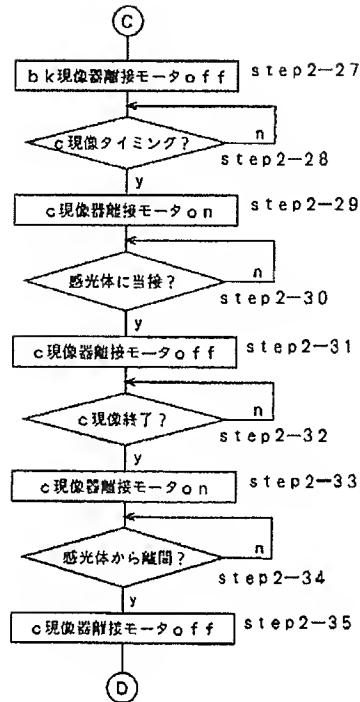 C
bk現像器離接モータoff step2-27
c現像タイミング? n
step2-28
y
c現像器離接モータon step2-29
感光体に当接? n
step2-30
y
c現像器離接モータoff step2-31
c現像終了? n
step2-32
y
c現像器離接モータon step2-33
感光体から離間? n
step2-34
y
c現像器離接モータoff step2-35
D